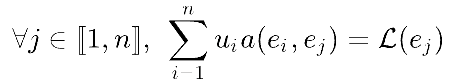 ∀j ∈ ⟦1, n⟧, ∑_{i−1}^{n} u_i a(e_i, e_j) = ℒ(e_j)